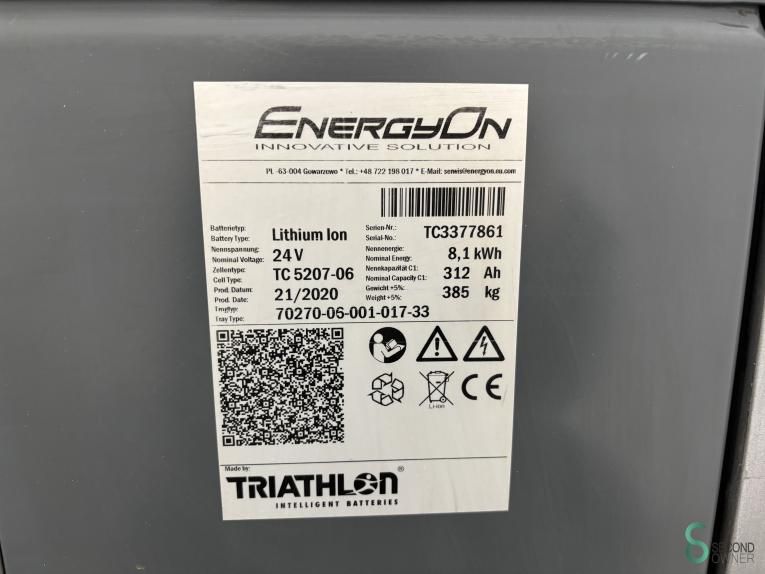 ENERGYON
INNOVATIVE SOLUTION
PL -63-004 Gowarzewo * Tel.: +48 722 198 017 * E-Mail: serwis@energyon.eu.com
Batterietyp:
Battery Type: Lithium Ion
Serien-Nr.:
Serial-No.: TC3377861
Nennspannung:
Nominal Voltage: 24 V
Nennenergie:
Nominal Energy: 8,1 kWh
Zellentype:
Cell Type: TC 5207-06
Nennkapazität C1:
Nominal Capacity C1: 312 Ah
Prod. Datum:
Prod. Date: 21/2020
Gewicht +5%:
Weight +5%: 385 kg
Trogtyp:
Tray Type: 70270-06-001-017-33
Li-ion
CE
Made by:
TRIATHLON®
INTELLIGENT BATTERIES
SECOND
OWNER